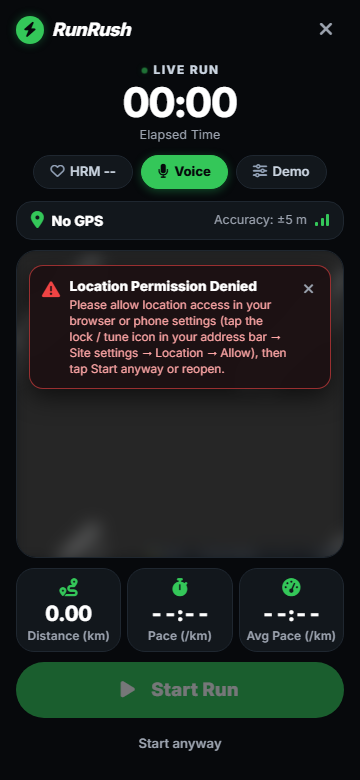 RunRush
LIVE RUN
00:00
Elapsed Time
HRM --
Voice
Demo
No GPS
Accuracy: ±5 m
Location Permission Denied
Please allow location access in your
browser or phone settings (tap the
lock / tune icon in your address bar →
Site settings → Location → Allow), then
tap Start anyway or reopen.
0.00
Distance (km)
--:--
Pace (/km)
--:--
Avg Pace (/km)
Start Run
Start anyway